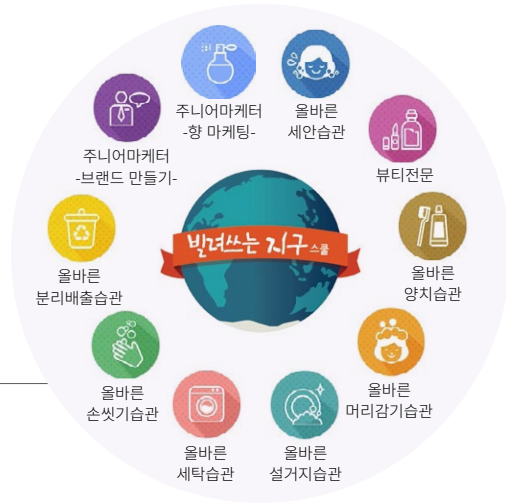 주니어마케터
-향 마케팅-
올바른
세안습관
뷰티전문
올바른
양치습관
올바른
머리감기습관
올바른
설거지습관
올바른
세탁습관
올바른
손씻기습관
올바른
분리배출습관
주니어마케터
-브랜드 만들기-
빌려쓰는 지구 스쿨